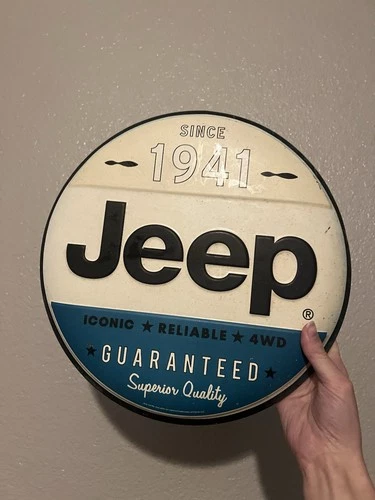 SINCE
1941
Jeep®
ICONIC ★ RELIABLE ★ 4WD
★ GUARANTEED ★
Superior Quality